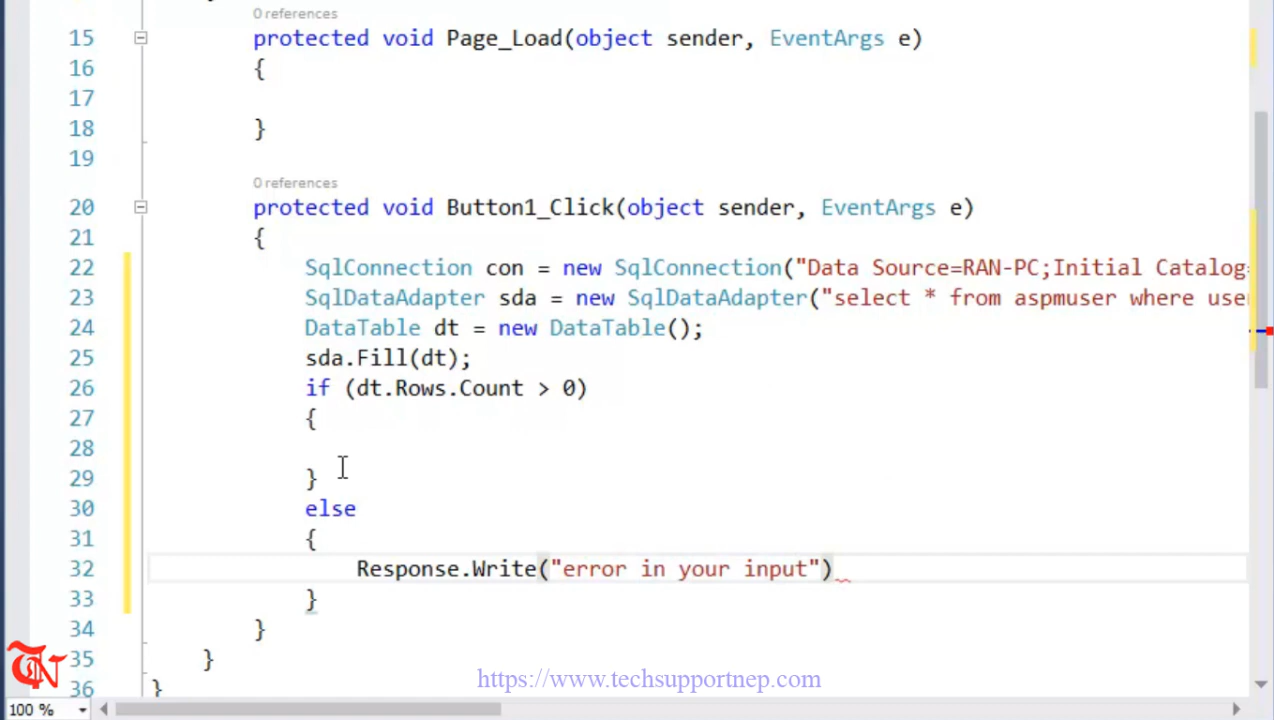 0 references
15 protected void Page_Load(object sender, EventArgs e)
16 {
17
18 }
19
0 references
20 protected void Button1_Click(object sender, EventArgs e)
21 {
22 SqlConnection con = new SqlConnection("Data Source=RAN-PC;Initial Catalog=
23 SqlDataAdapter sda = new SqlDataAdapter("select * from aspmuser where use
24 DataTable dt = new DataTable();
25 sda.Fill(dt);
26 if (dt.Rows.Count > 0)
27 {
28
29 }
30 else
31 {
32 Response.Write("error in your input")
33 }
34 }
35 }
36 }
TN
https://www.techsupportnep.com
100 %